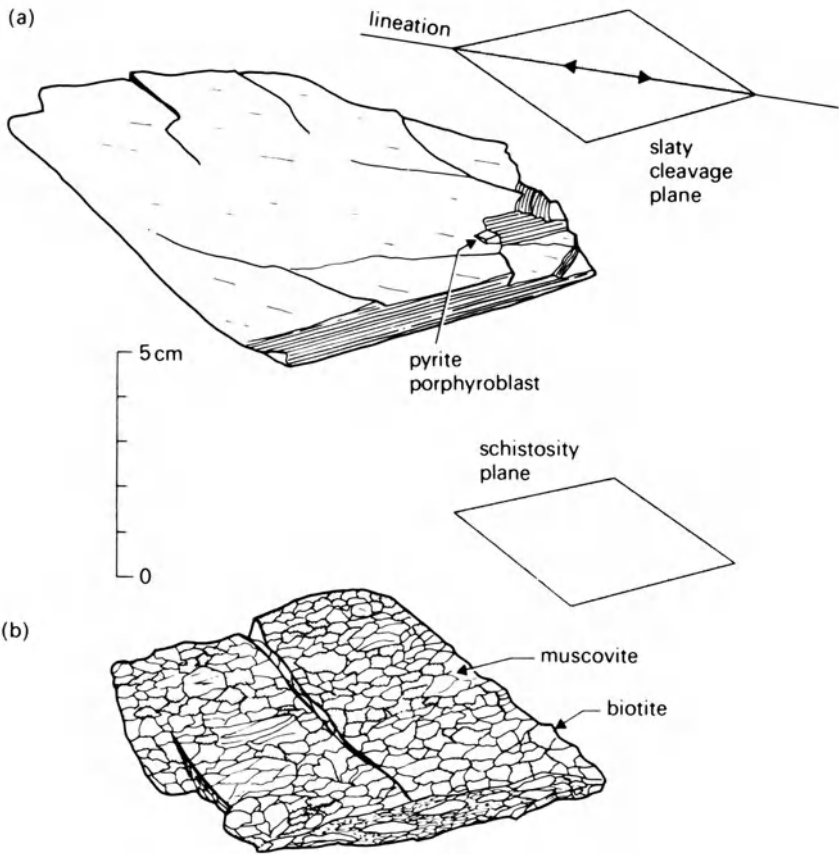 (a)
lineation
slaty
cleavage
plane
pyrite
porphyroblast
5 cm
0
schistosity
plane
(b)
muscovite
biotite